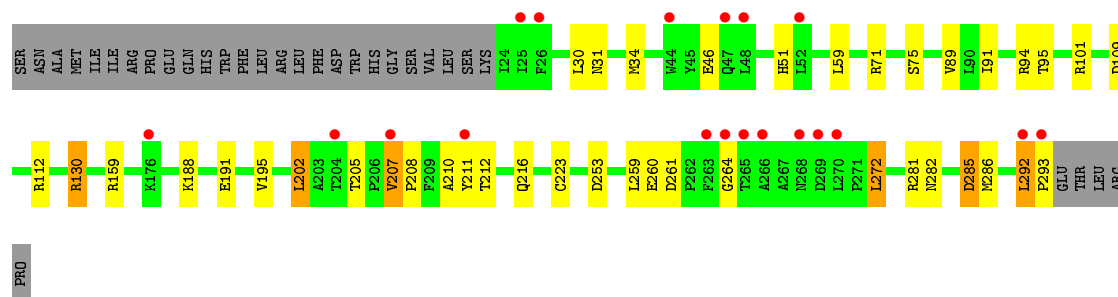 SER ASN ALA MET ILE ILE ARG PRO GLU GLN HIS TRP PHE LEU ARG LEU PHE ASP TRP HIS GLY SER VAL LEU SER LYS I24 I25 F26 L30 N31 M34 W44 Y45 E46 Q47 L48 H51 L52 L59 R71 S75 V89 L90 I91 R94 T95 R101 D109
R112 R130 R159 K176 K188 E191 V195 L202 A203 T204 T205 P206 V207 P208 F209 A210 Y211 T212 Q216 C223 D253 L259 E260 D261 P262 F263 G264 T265 A266 A267 N268 D269 L270 P271 L272 R281 N282 D285 M286 L292 P293 GLU THR LEU ARG
PRO